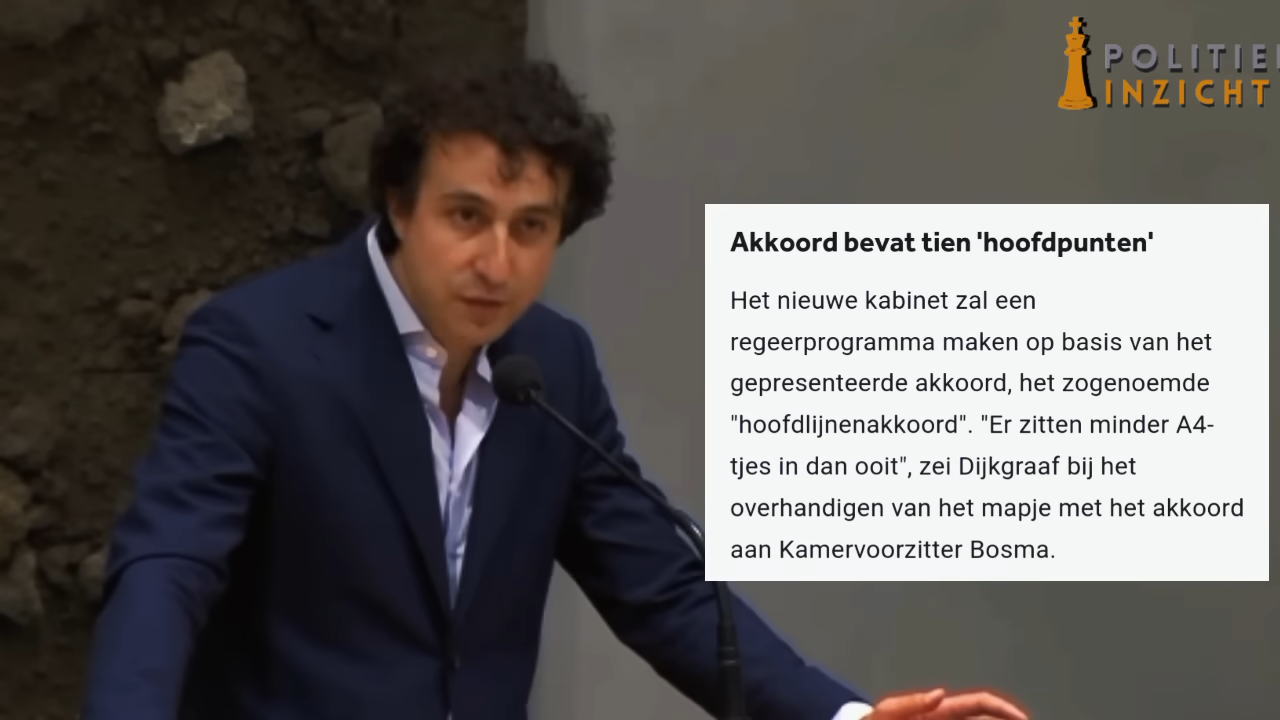 POLITIE
INZICHT
Akkoord bevat tien 'hoofdpunten'
Het nieuwe kabinet zal een
regeerprogramma maken op basis van het
gepresenteerde akkoord, het zogenoemde
"hoofdlijnenakkoord". "Er zitten minder A4-
tjes in dan ooit", zei Dijkgraaf bij het
overhandigen van het mapje met het akkoord
aan Kamervoorzitter Bosma.